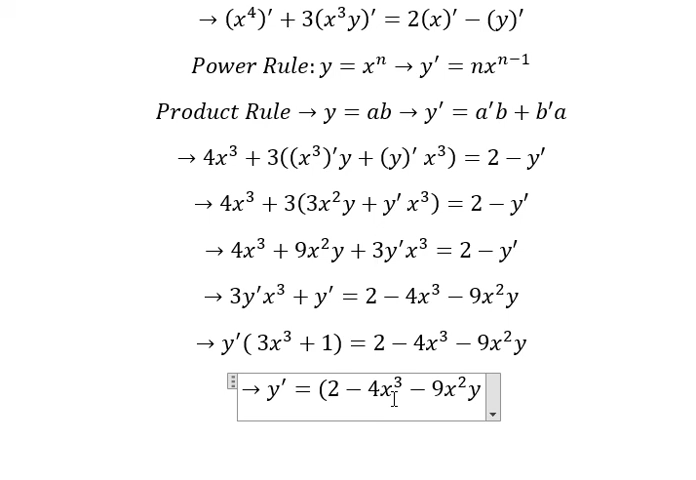 → (x⁴)′ + 3(x³y)′ = 2(x)′ − (y)′
Power Rule: y = xⁿ → y′ = nxⁿ⁻¹
Product Rule → y = ab → y′ = a′b + b′a
→ 4x³ + 3((x³)′y + (y)′ x³) = 2 − y′
→ 4x³ + 3(3x²y + y′ x³) = 2 − y′
→ 4x³ + 9x²y + 3y′x³ = 2 − y′
→ 3y′x³ + y′ = 2 − 4x³ − 9x²y
→ y′( 3x³ + 1) = 2 − 4x³ − 9x²y
→ y′ = (2 − 4x³ − 9x²y